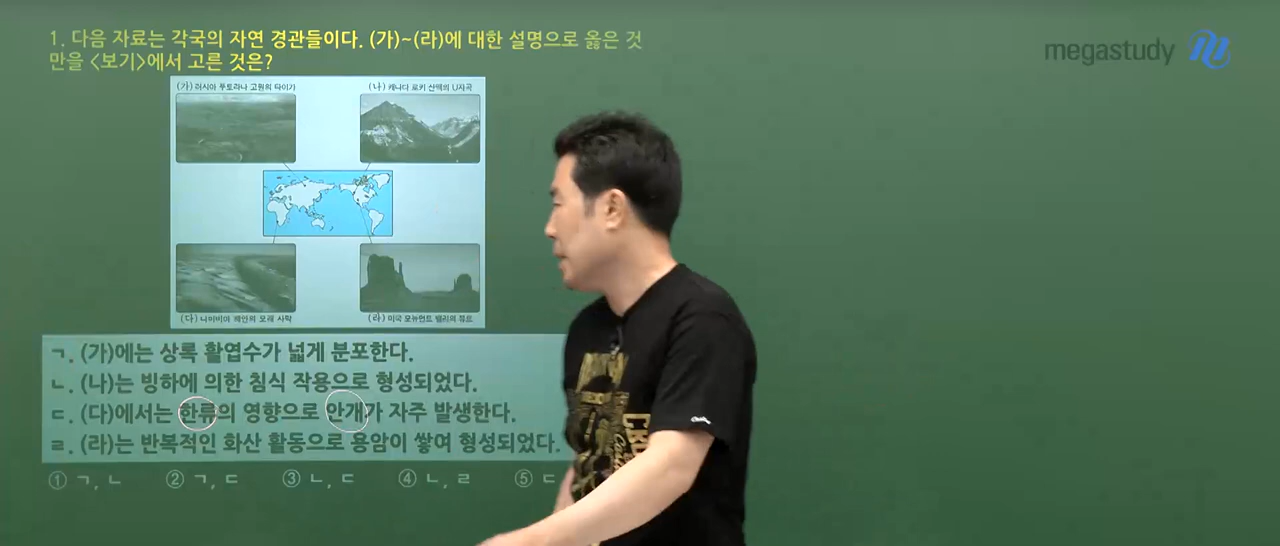 1. 다음 자료는 각국의 자연 경관들이다. (가)~(라)에 대한 설명으로 옳은 것
만을 <보기>에서 고른 것은?
megastudy
(가) 러시아 푸토라나 고원의 타이가
(나) 캐나다 로키 산맥의 U자곡
(다) 나미비아 해안의 모래 사막
(라) 미국 모뉴먼트 밸리의 뷰트
ㄱ. (가)에는 상록 활엽수가 넓게 분포한다.
ㄴ. (나)는 빙하에 의한 침식 작용으로 형성되었다.
ㄷ. (다)에서는 한류의 영향으로 안개가 자주 발생한다.
ㄹ. (라)는 반복적인 화산 활동으로 용암이 쌓여 형성되었다.
① ㄱ, ㄴ ② ㄱ, ㄷ ③ ㄴ, ㄷ ④ ㄴ, ㄹ ⑤ ㄷ